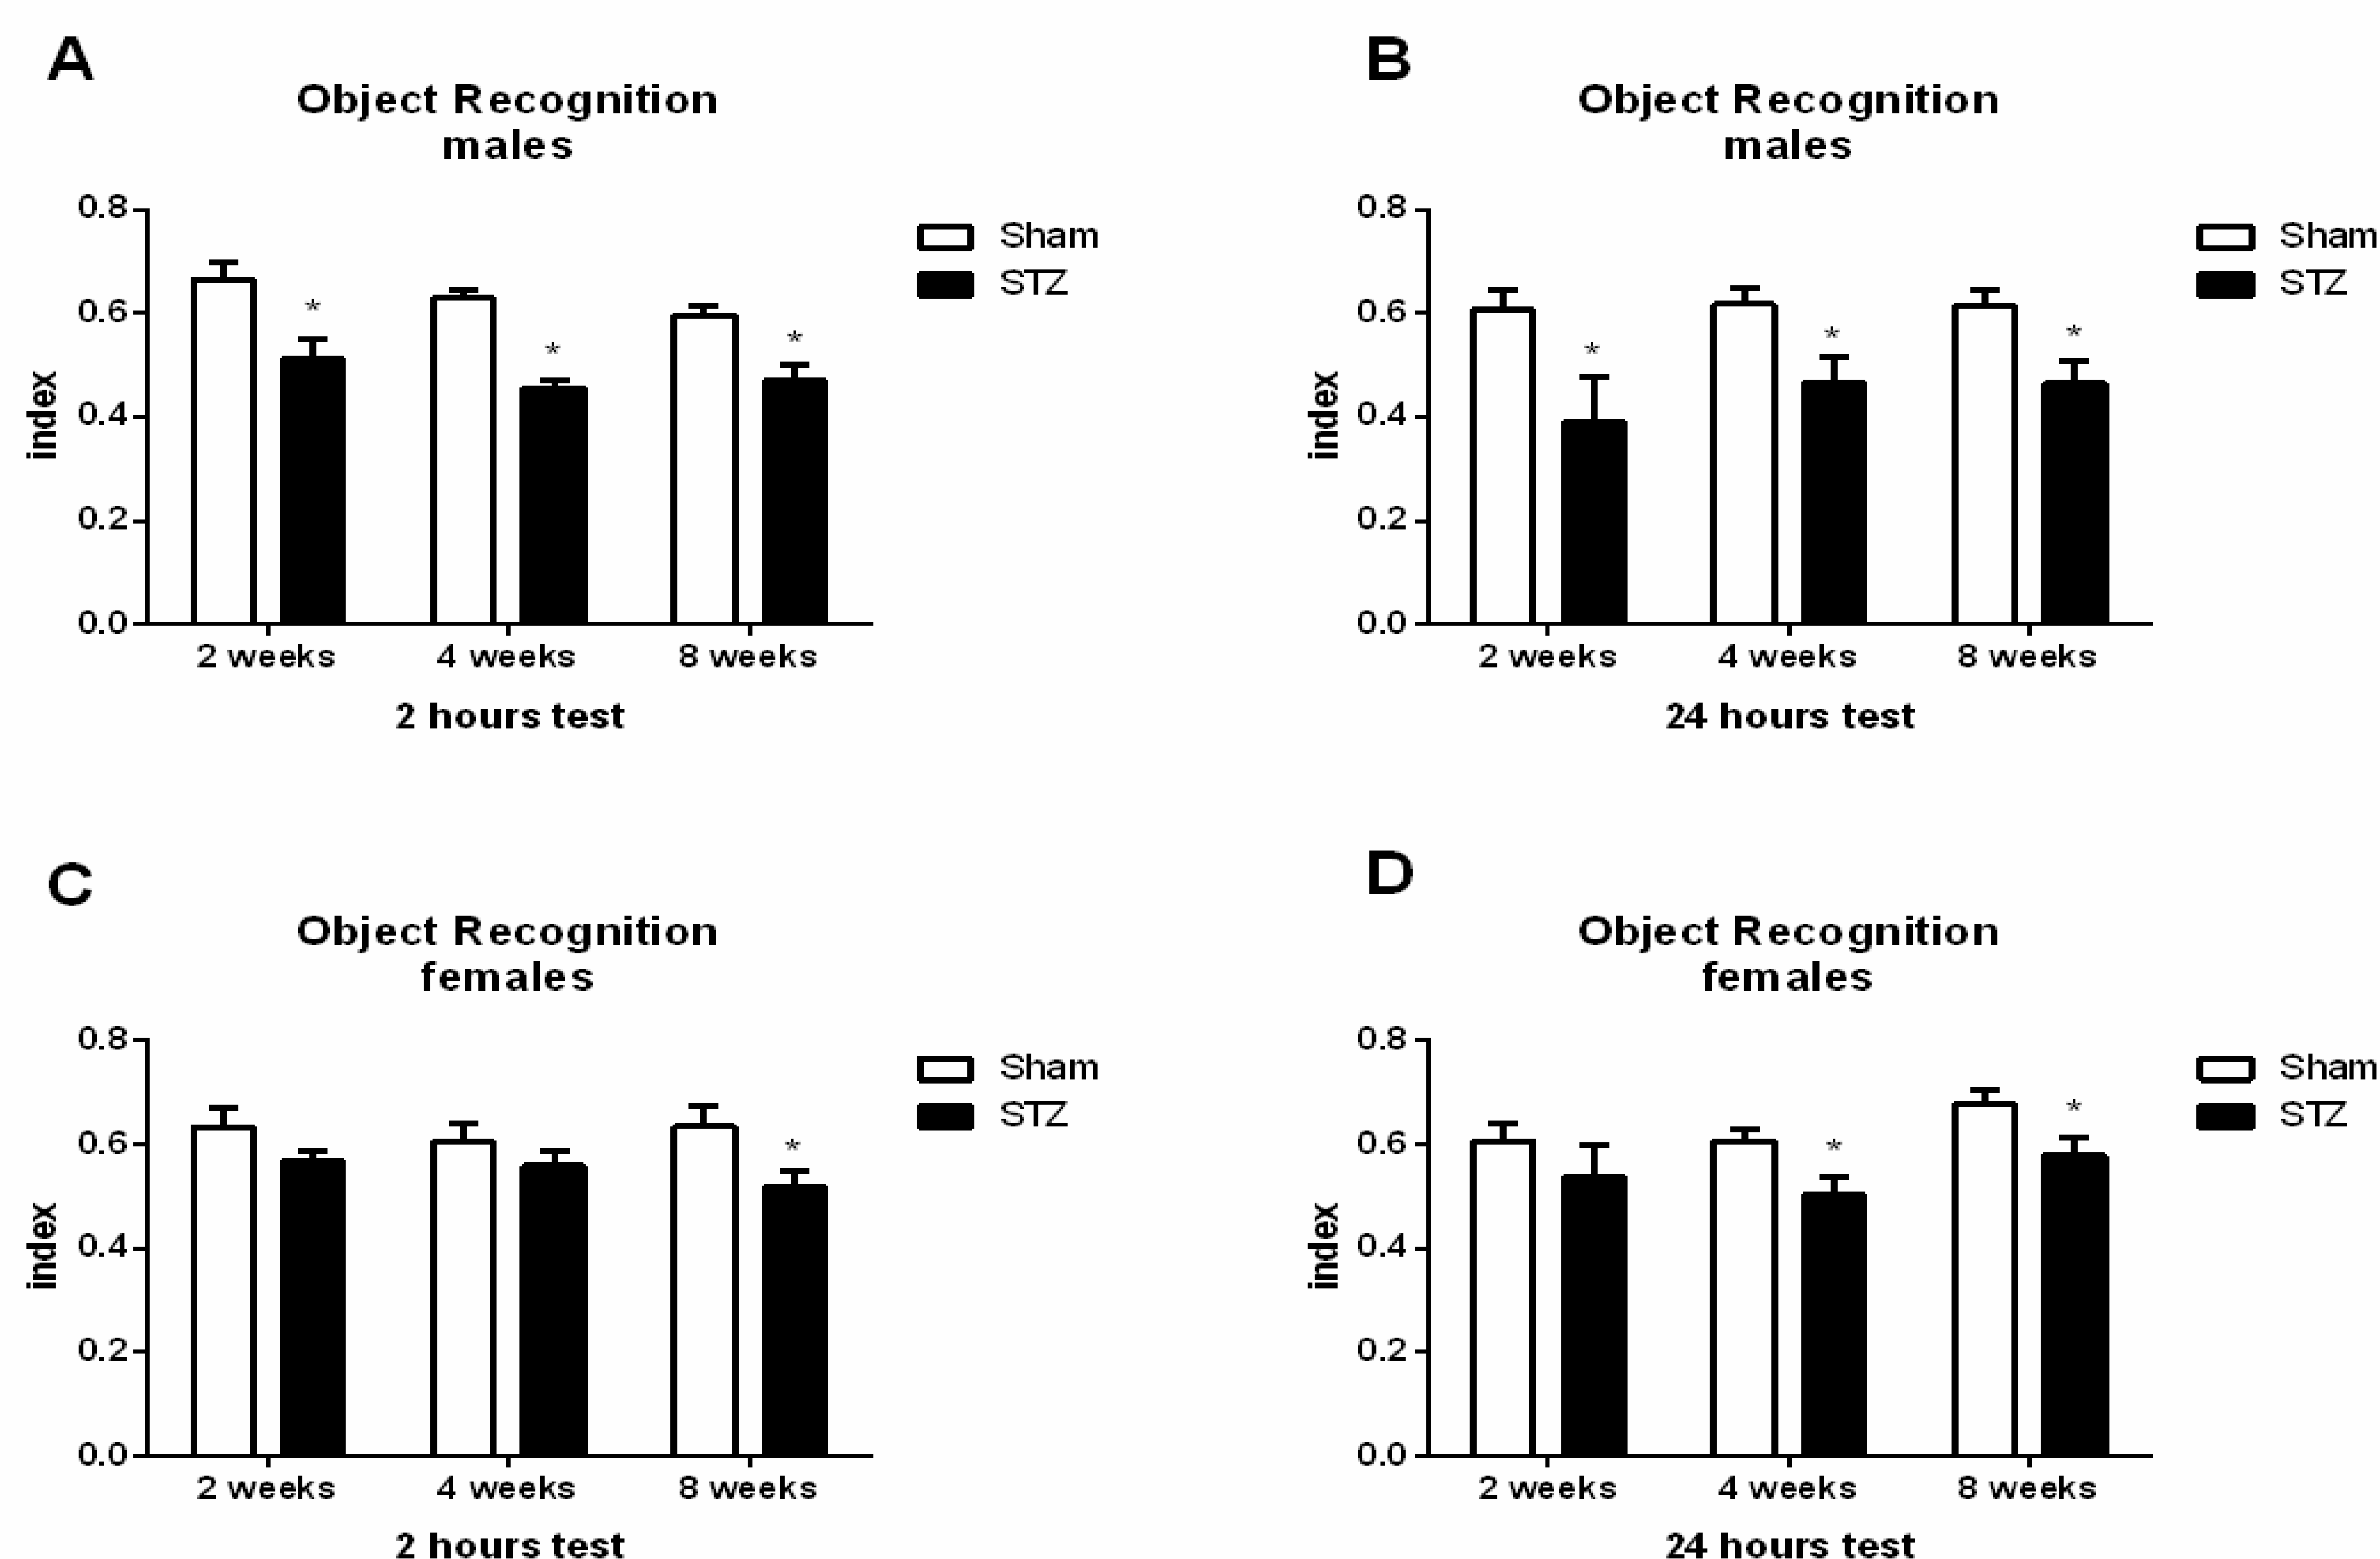 A
Object Recognition
males
0.8
0.6
0.4
0.2
0.0
index
*
*
*
Sham
STZ
2 weeks 4 weeks 8 weeks
2 hours test
B
Object Recognition
males
0.8
0.6
0.4
0.2
0.0
index
*
*
*
Sham
STZ
2 weeks 4 weeks 8 weeks
24 hours test
C
Object Recognition
females
0.8
0.6
0.4
0.2
0.0
index
*
Sham
STZ
2 weeks 4 weeks 8 weeks
2 hours test
D
Object Recognition
females
0.8
0.6
0.4
0.2
0.0
index
*
*
Sham
STZ
2 weeks 4 weeks 8 weeks
24 hours test